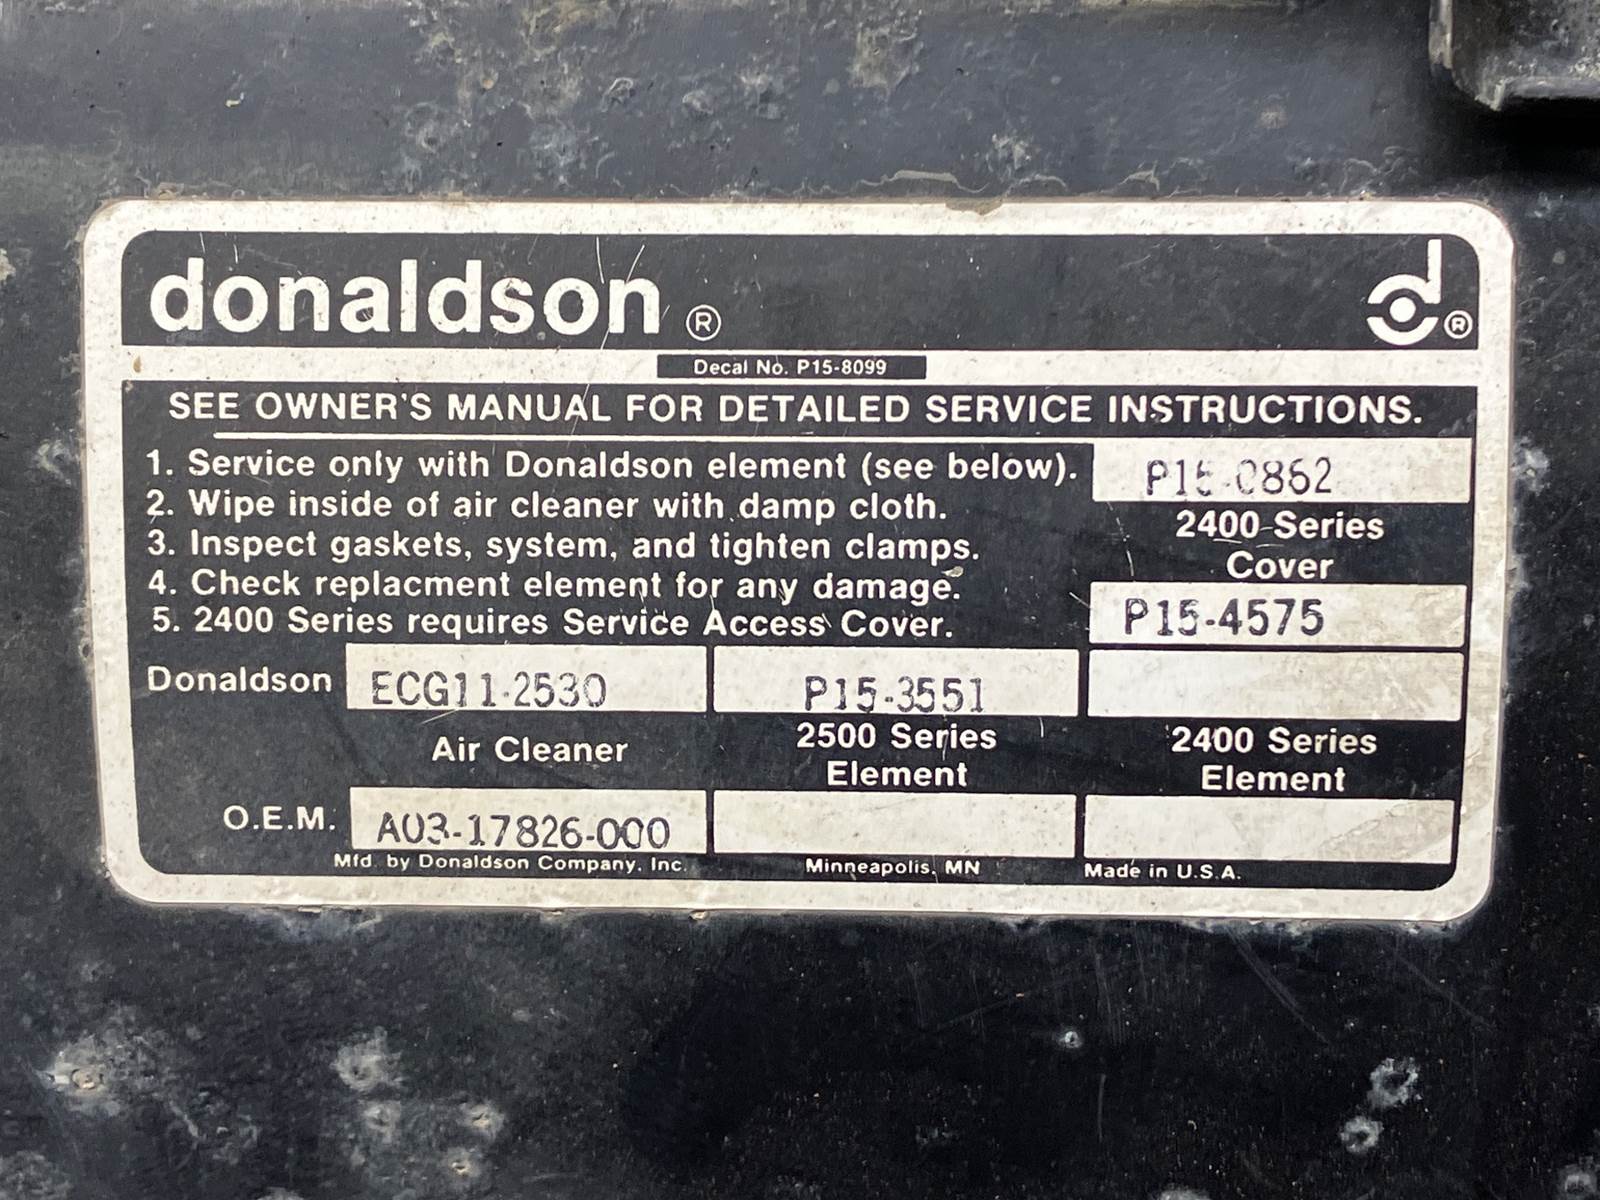 donaldson ®
d ®
Decal No. P15-8099
SEE OWNER'S MANUAL FOR DETAILED SERVICE INSTRUCTIONS.
1. Service only with Donaldson element (see below).
2. Wipe inside of air cleaner with damp cloth.
3. Inspect gaskets, system, and tighten clamps.
4. Check replacment element for any damage.
5. 2400 Series requires Service Access Cover.
P15-0862
2400 Series
Cover
P15-4575
Donaldson ECG11-2530 P15-3551
Air Cleaner
2500 Series
Element
2400 Series
Element
O.E.M. A03-17826-000
Mfd. by Donaldson Company, Inc. Minneapolis, MN Made in U.S.A.